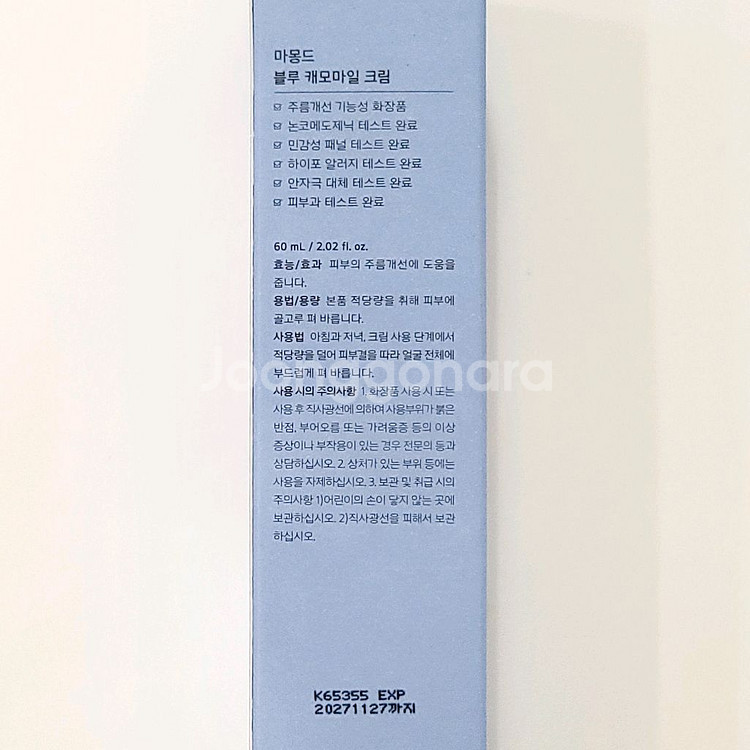 마몽드
블루 캐모마일 크림
☑ 주름개선 기능성 화장품
☑ 논코메도제닉 테스트 완료
☑ 민감성 패널 테스트 완료
☑ 하이포 알러지 테스트 완료
☑ 안자극 대체 테스트 완료
☑ 피부과 테스트 완료
60 mL / 2.02 fl. oz.
효능/효과 피부의 주름개선에 도움을
줍니다.
용법/용량 본품 적당량을 취해 피부에
골고루 펴 바릅니다.
사용법 아침과 저녁, 크림 사용 단계에서
적당량을 덜어 피부결을 따라 얼굴 전체에
부드럽게 펴 바릅니다.
Joonggonara
사용 시의 주의사항 1. 화장품 사용 시 또는
사용 후 직사광선에 의하여 사용부위가 붉은
반점, 부어오름 또는 가려움증 등의 이상
증상이나 부작용이 있는 경우 전문의 등과
상담하십시오. 2. 상처가 있는 부위 등에는
사용을 자제하십시오. 3. 보관 및 취급 시의
주의사항 1)어린이의 손이 닿지 않는 곳에
보관하십시오. 2)직사광선을 피해서 보관
하십시오.
K65355 EXP
20271127까지